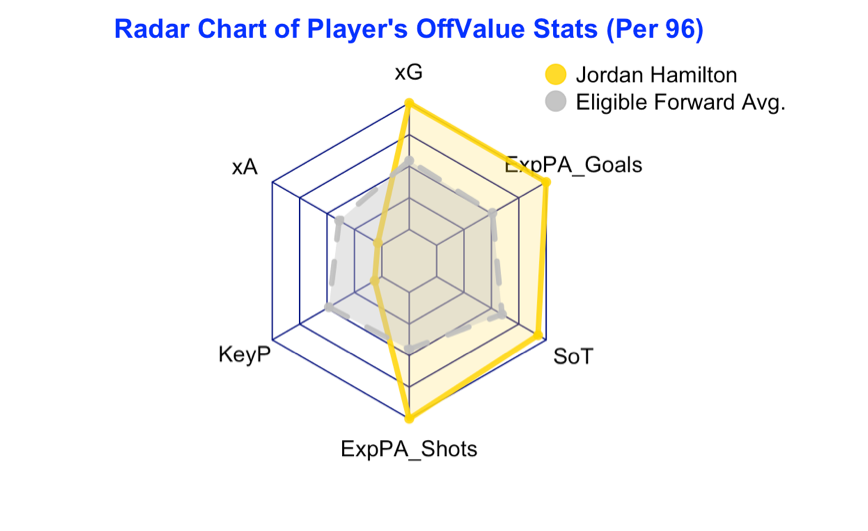 Radar Chart of Player's OffValue Stats (Per 96)
xG
Jordan Hamilton
Eligible Forward Avg.
xA
ExpPA_Goals
KeyP
SoT
ExpPA_Shots